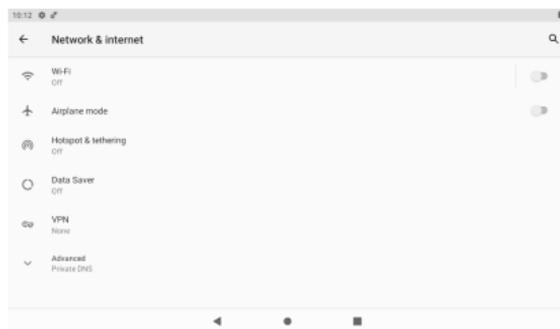 10:12
Network & internet
Wi-Fi
Off
Airplane mode
Hotspot & tethering
Off
Data Saver
Off
VPN
None
Advanced
Private DNS